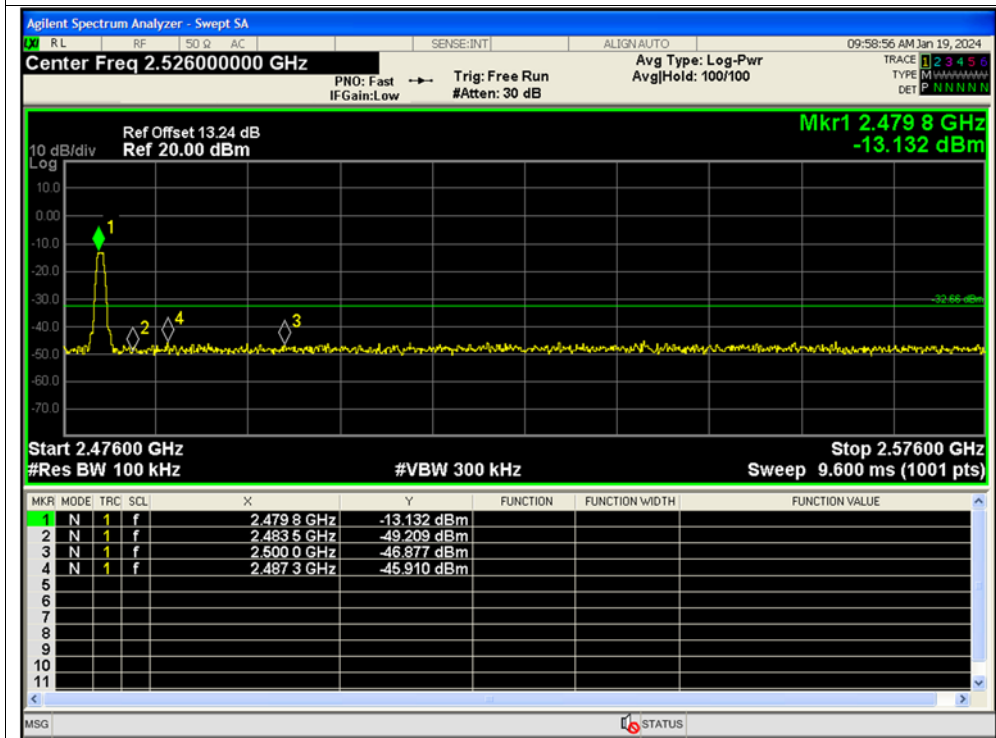 Agilent Spectrum Analyzer - Swept SA
LXI RL RF 50 Ω AC SENSE:INT ALIGNAUTO 09:58:56 AM Jan 19, 2024
Center Freq 2.526000000 GHz Avg Type: Log-Pwr TRACE 1 2 3 4 5 6
PNO: Fast Trig: Free Run Avg|Hold: 100/100 TYPE M WWWWW
IFGain:Low #Atten: 30 dB DET P N N N N N
Mkr1 2.479 8 GHz
Ref Offset 13.24 dB
10 dB/div Ref 20.00 dBm -13.132 dBm
Log
10.0
0.00
1
-10.0
-20.0
-30.0 -32.66 dBm
-40.0 2 4 3
-50.0
-60.0
-70.0
Start 2.47600 GHz Stop 2.57600 GHz
#Res BW 100 kHz #VBW 300 kHz Sweep 9.600 ms (1001 pts)
MKR MODE TRC SCL X Y FUNCTION FUNCTION WIDTH FUNCTION VALUE
1 N 1 f 2.479 8 GHz -13.132 dBm
2 N 1 f 2.483 5 GHz -49.209 dBm
3 N 1 f 2.500 0 GHz -46.877 dBm
4 N 1 f 2.487 3 GHz -45.910 dBm
5
6
7
8
9
10
11
MSG STATUS